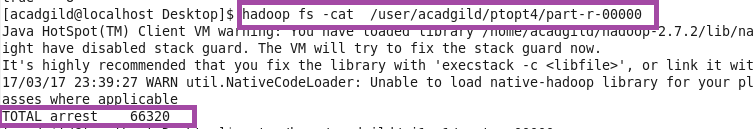 [acadgild@localhost Desktop]$ hadoop fs -cat /user/acadgild/ptopt4/part-r-00000
Java HotSpot(TM) Client VM warning: You have loaded library /home/acadgild/hadoop-2.7.2/lib/na
ight have disabled stack guard. The VM will try to fix the stack guard now.
It's highly recommended that you fix the library with 'execstack -c <libfile>', or link it wit
17/03/17 23:39:27 WARN util.NativeCodeLoader: Unable to load native-hadoop library for your pl
asses where applicable
TOTAL arrest 66320